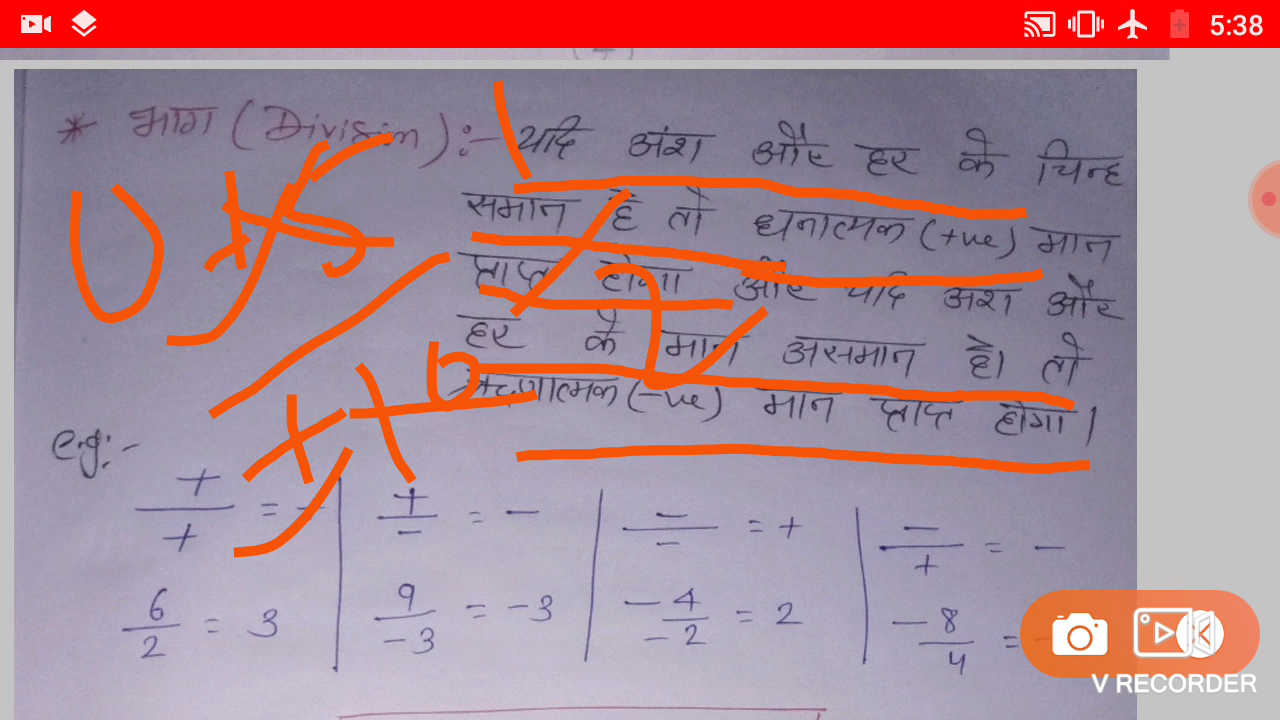 5:38
* भाग (Division):- यदि अंश और हर के चिन्ह
समान है तो धनात्मक (+ve) मान
प्राप्त होगा और यदि अंश और
हर के मान असमान है। तो
ऋणात्मक (-ve) मान प्राप्त होगा।
e.g:-
+/+ = + | +/- = - | -/- = + | -/+ = -
6/2 = 3 | 9/-3 = -3 | -4/-2 = 2 | -8/4 =
V RECORDER